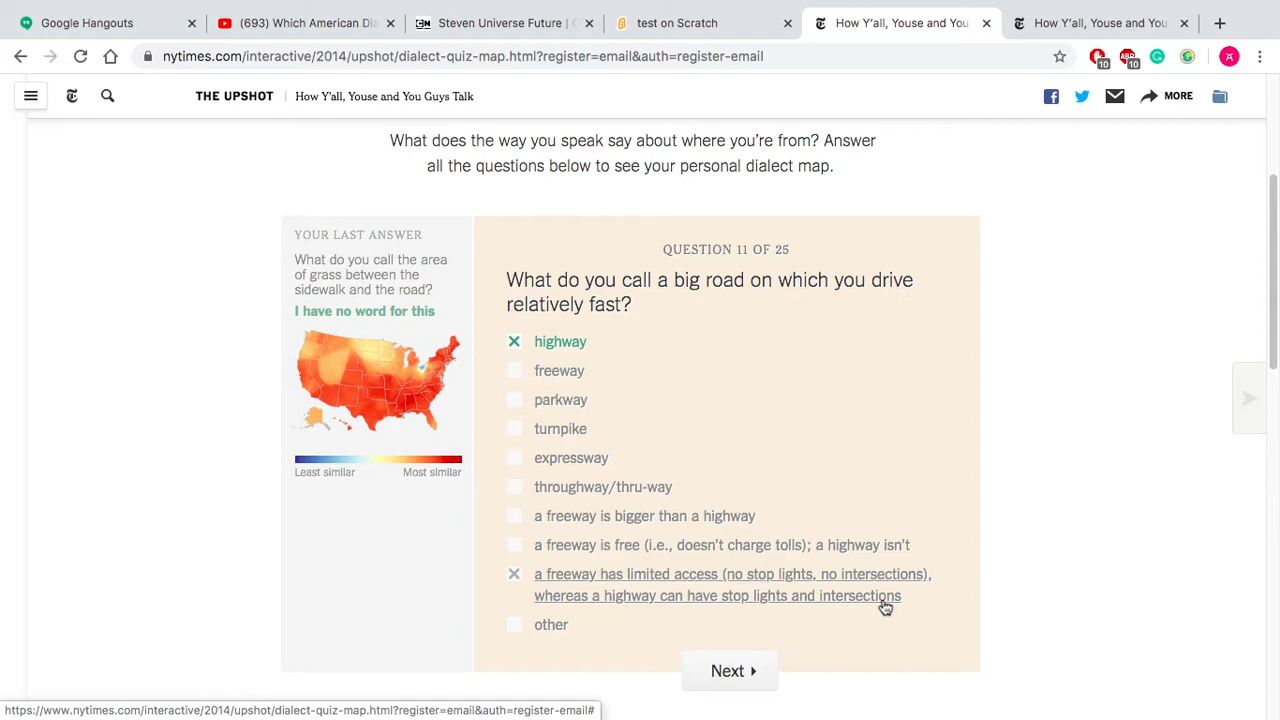 Google Hangouts
(693) Which American Dia
Steven Universe Future | C
test on Scratch
How Y'all, Youse and You
How Y'all, Youse and You
nytimes.com/interactive/2014/upshot/dialect-quiz-map.html?register=email&auth=register-email
10
10
A
THE UPSHOT | How Y'all, Youse and You Guys Talk
MORE
What does the way you speak say about where you're from? Answer
all the questions below to see your personal dialect map.
YOUR LAST ANSWER
What do you call the area
of grass between the
sidewalk and the road?
I have no word for this
Least similar Most similar
QUESTION 11 OF 25
What do you call a big road on which you drive
relatively fast?
highway
freeway
parkway
turnpike
expressway
throughway/thru-way
a freeway is bigger than a highway
a freeway is free (i.e., doesn't charge tolls); a highway isn't
a freeway has limited access (no stop lights, no intersections),
whereas a highway can have stop lights and intersections
other
Next
https://www.nytimes.com/interactive/2014/upshot/dialect-quiz-map.html?register=email&auth=register-email#